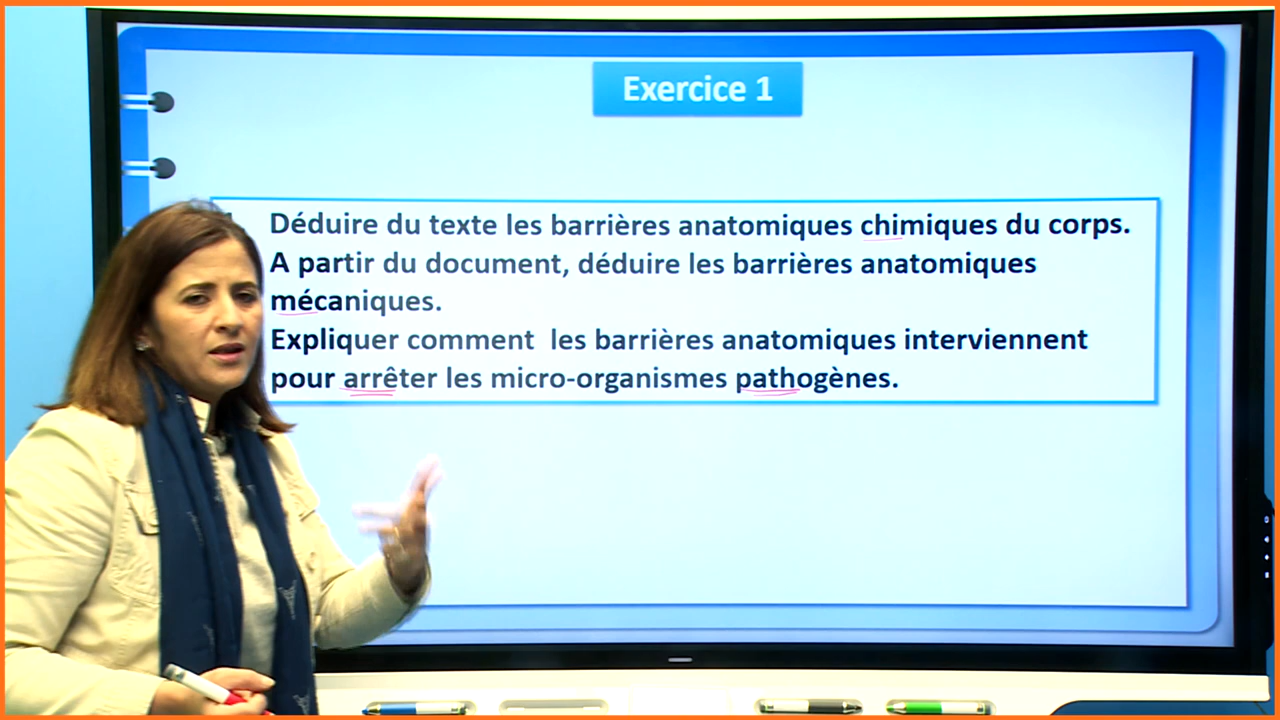 Exercice 1
Déduire du texte les barrières anatomiques chimiques du corps.
A partir du document, déduire les barrières anatomiques
mécaniques.
Expliquer comment les barrières anatomiques interviennent
pour arrêter les micro-organismes pathogènes.